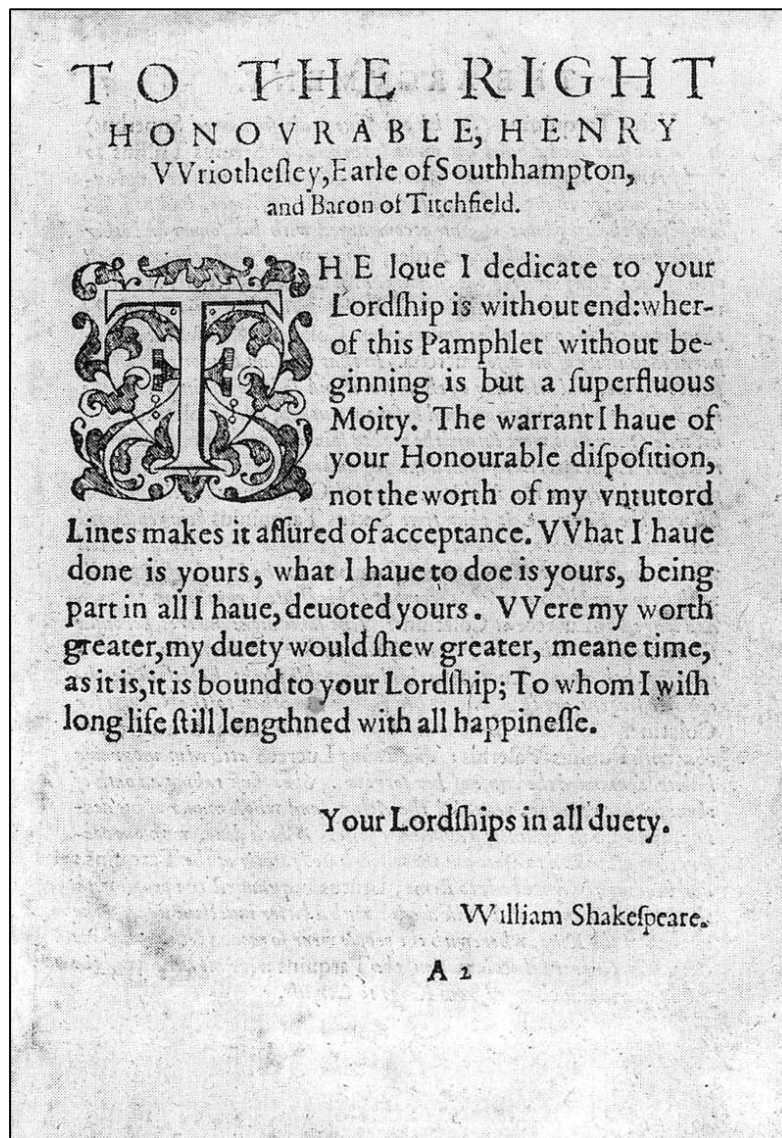 TO THE RIGHT
HONOVRABLE, HENRY
VVriotheſley, Earle of Southhampton,
and Baron of Titchfield.
THE loue I dedicate to your
Lordſhip is without end: wher-
of this Pamphlet without be-
ginning is but a ſuperfluous
Moity. The warrant I haue of
your Honourable diſpoſition,
not the worth of my vntutord
Lines makes it aſſured of acceptance. VVhat I haue
done is yours, what I haue to doe is yours, being
part in all I haue, deuoted yours. VVere my worth
greater, my duety would ſhew greater, meane time,
as it is, it is bound to your Lordſhip; To whom I wiſh
long life ſtill lengthned with all happineſſe.
Your Lordſhips in all duety.
William Shakeſpeare.
A 2